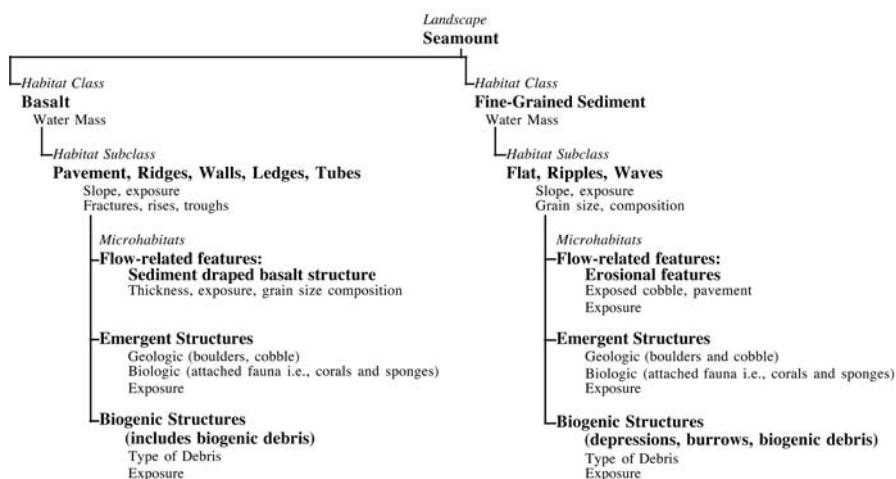 Landscape
Seamount
Habitat Class
Basalt
Water Mass
Habitat Subclass
Pavement, Ridges, Walls, Ledges, Tubes
Slope, exposure
Fractures, rises, troughs
Microhabitats
Flow-related features:
Sediment draped basalt structure
Thickness, exposure, grain size composition
Emergent Structures
Geologic (boulders, cobble)
Biologic (attached fauna i.e., corals and sponges)
Exposure
Biogenic Structures
(includes biogenic debris)
Type of Debris
Exposure
Habitat Class
Fine-Grained Sediment
Water Mass
Habitat Subclass
Flat, Ripples, Waves
Slope, exposure
Grain size, composition
Microhabitats
Flow-related features:
Erosional features
Exposed cobble, pavement
Exposure
Emergent Structures
Geologic (boulders and cobble)
Biologic (attached fauna i.e., corals and sponges)
Exposure
Biogenic Structures
(depressions, burrows, biogenic debris)
Type of Debris
Exposure